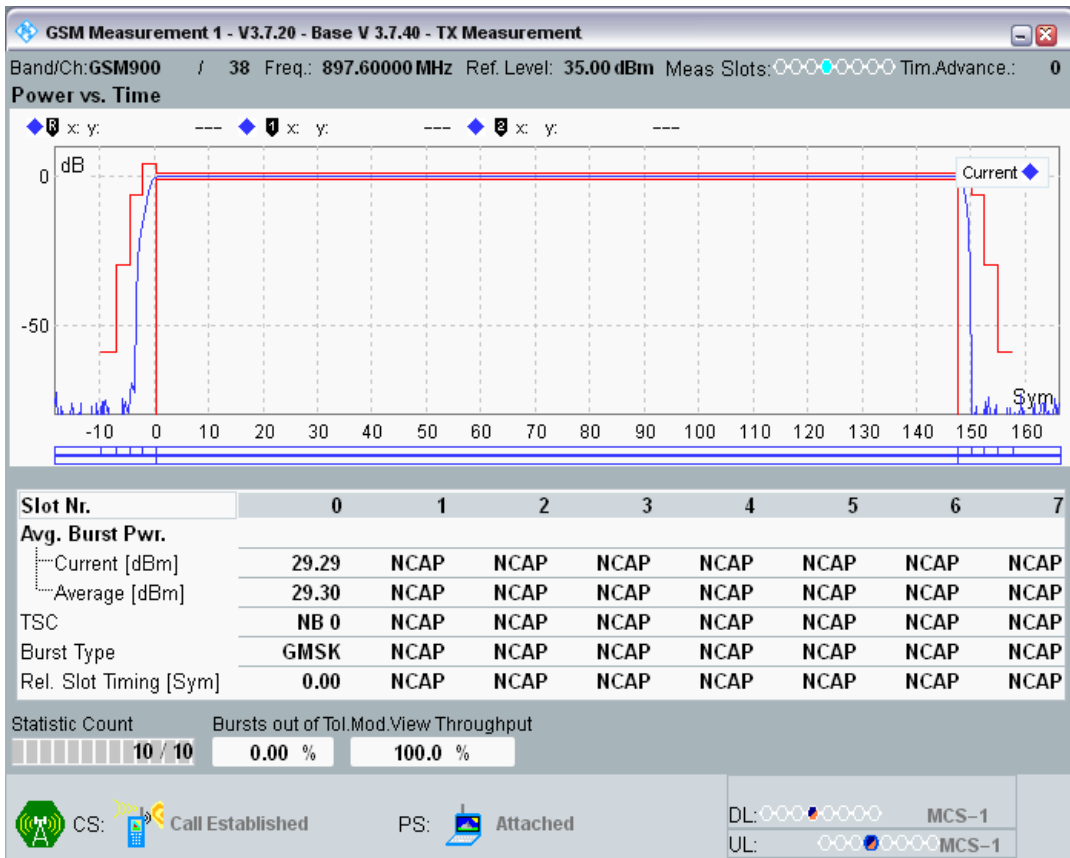 GSM Measurement 1 - V3.7.20 - Base V 3.7.40 - TX Measurement
Band/Ch:GSM900 / 38 Freq.: 897.60000 MHz Ref. Level: 35.00 dBm Meas Slots: Tim.Advance.: 0
Power vs. Time
R x: y: --- 1 x: y: --- 2 x: y: ---
dB
Current
0
-50
Sym
-10 0 10 20 30 40 50 60 70 80 90 100 110 120 130 140 150 160
Slot Nr. 0 1 2 3 4 5 6 7
Avg. Burst Pwr.
Current [dBm] 29.29 NCAP NCAP NCAP NCAP NCAP NCAP NCAP
Average [dBm] 29.30 NCAP NCAP NCAP NCAP NCAP NCAP NCAP
TSC NB 0 NCAP NCAP NCAP NCAP NCAP NCAP NCAP
Burst Type GMSK NCAP NCAP NCAP NCAP NCAP NCAP NCAP
Rel. Slot Timing [Sym] 0.00 NCAP NCAP NCAP NCAP NCAP NCAP NCAP
Statistic Count Bursts out of Tol.Mod.View Throughput
10 / 10 0.00 % 100.0 %
CS: Call Established PS: Attached
DL: MCS-1
UL: MCS-1